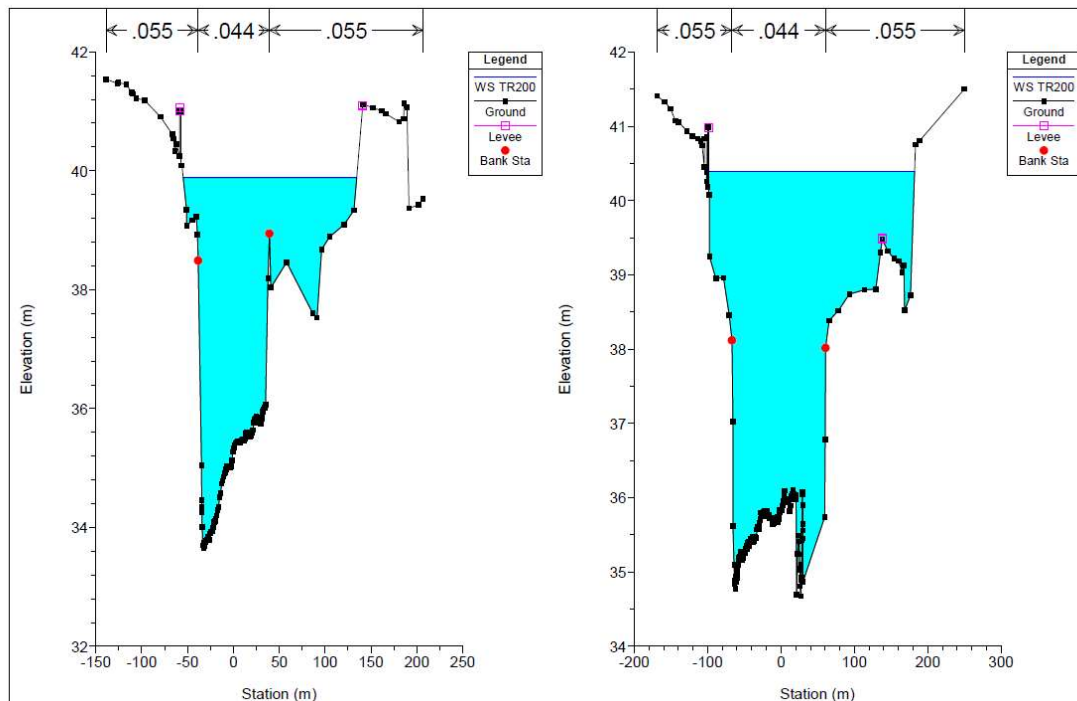 .055 .044 .055
42
40
38
36
34
32
-150 -100 -50 0 50 100 150 200 250
Elevation (m)
Station (m)
Legend
WS TR200
Ground
Levee
Bank Sta
.055 .044 .055
42
41
40
39
38
37
36
35
34
-200 -100 0 100 200 300
Elevation (m)
Station (m)
Legend
WS TR200
Ground
Levee
Bank Sta